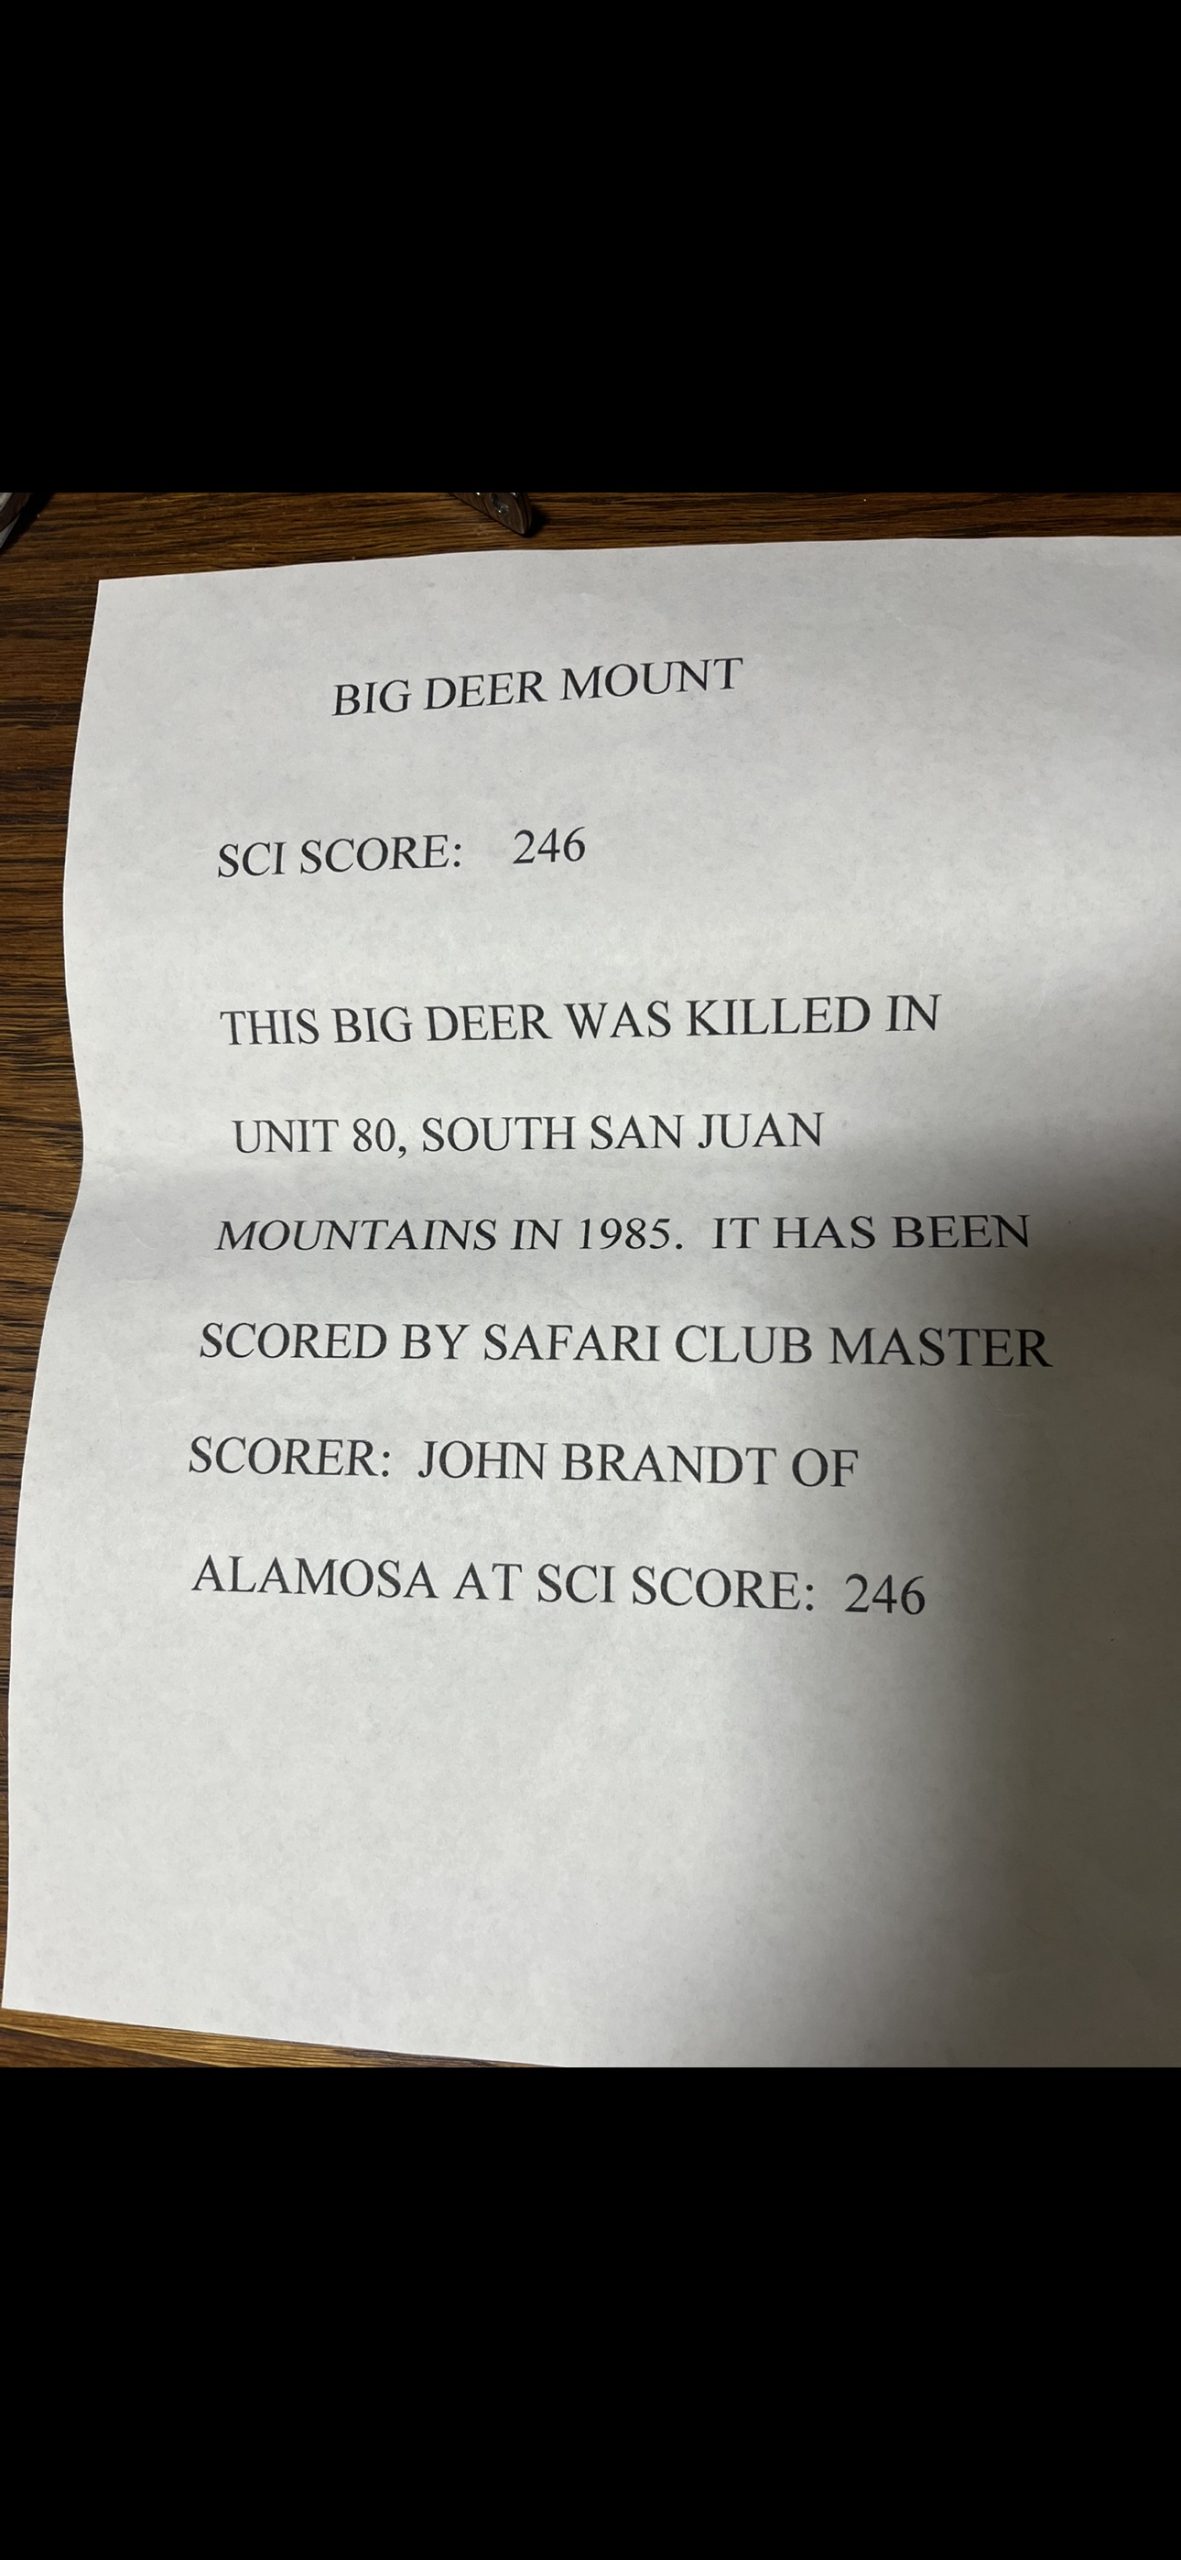 BIG DEER MOUNT
SCI SCORE: 246
THIS BIG DEER WAS KILLED IN
UNIT 80, SOUTH SAN JUAN
MOUNTAINS IN 1985. IT HAS BEEN
SCORED BY SAFARI CLUB MASTER
SCORER: JOHN BRANDT OF
ALAMOSA AT SCI SCORE: 246